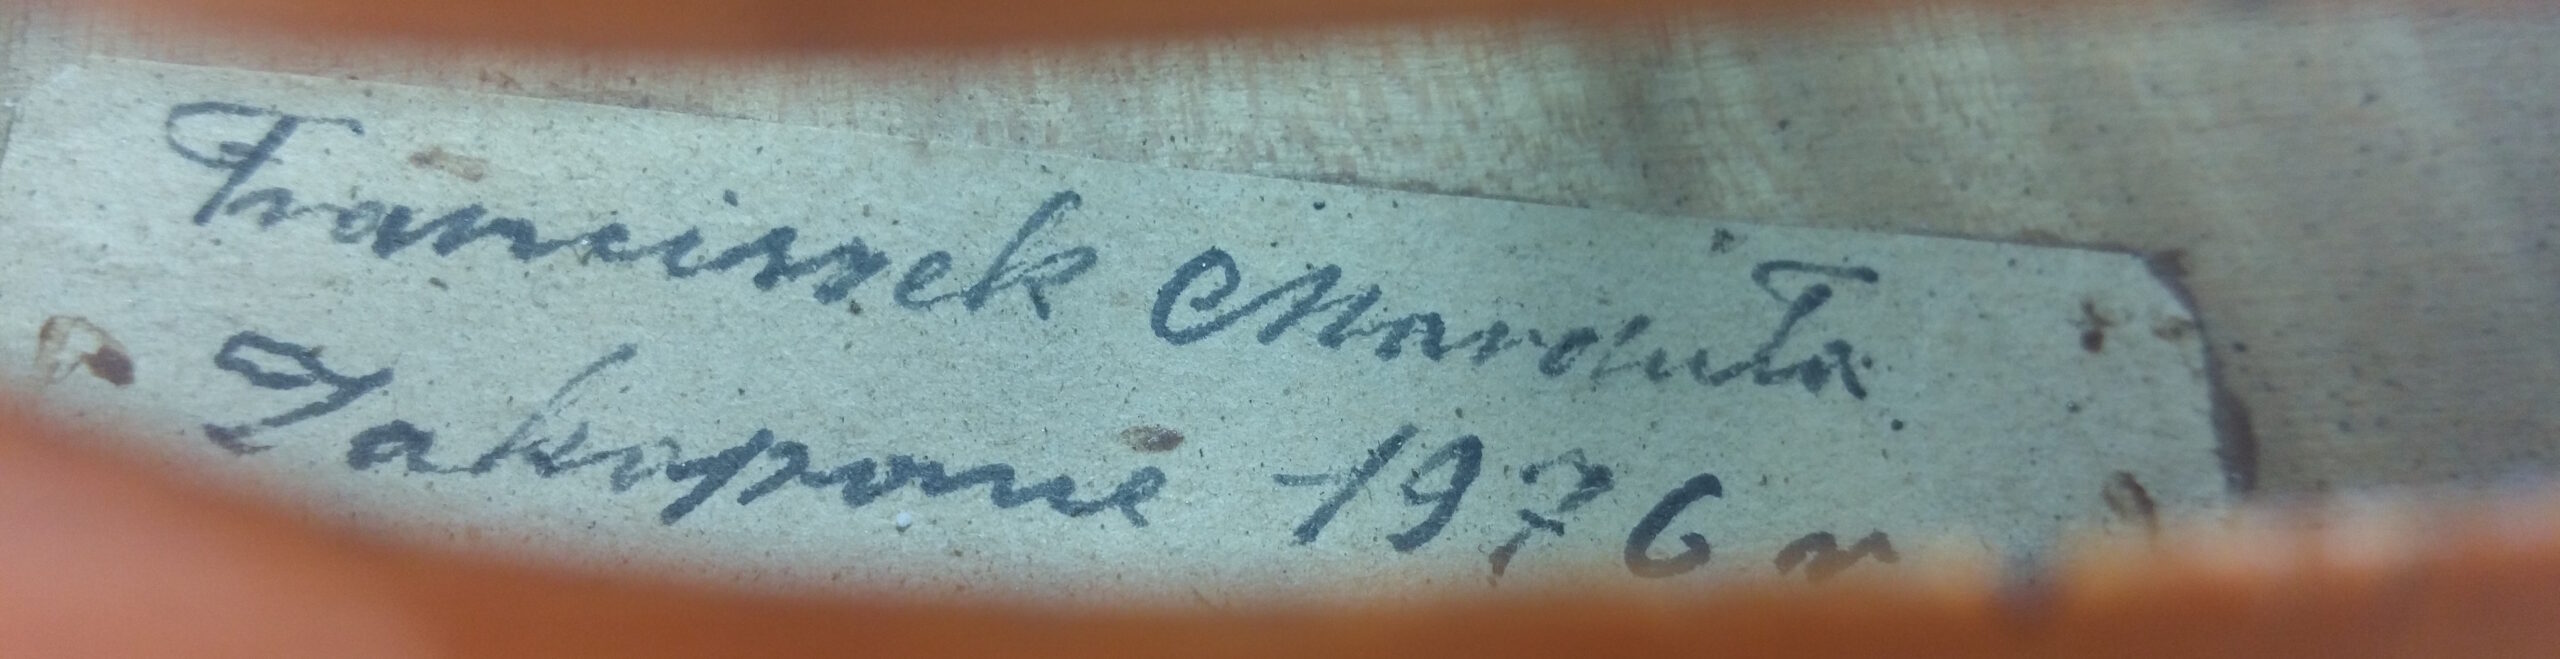 Franciszek Marduła
Zakopane 1976 r